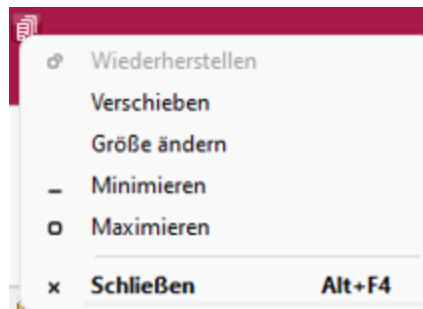 Wiederherstellen
Verschieben
Größe ändern
Minimieren
Maximieren
Schließen Alt+F4